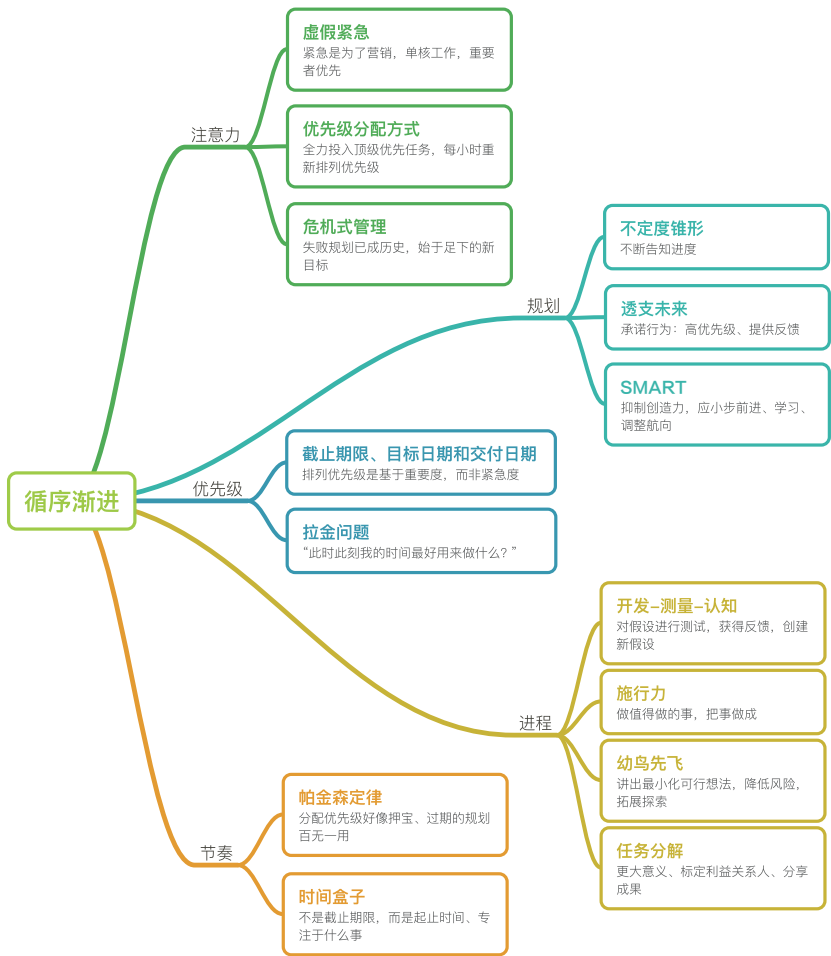 循序渐进
注意力
虚假紧急
紧急是为了营销，单核工作，重要
者优先
优先级分配方式
全力投入顶级优先任务，每小时重
新排列优先级
危机式管理
失败规划已成历史，始于足下的新
目标
规划
不定度锥形
不断告知进度
透支未来
承诺行为：高优先级、提供反馈
SMART
抑制创造力，应小步前进、学习、
调整航向
优先级
截止期限、目标日期和交付日期
排列优先级是基于重要度，而非紧急度
拉金问题
“此时此刻我的时间最好用来做什么？”
进程
开发-测量-认知
对假设进行测试，获得反馈，创建
新假设
施行力
做值得做的事，把事做成
幼鸟先飞
讲出最小化可行想法，降低风险，
拓展探索
任务分解
更大意义、标定利益关系人、分享
成果
节奏
帕金森定律
分配优先级好像押宝、过期的规划
百无一用
时间盒子
不是截止期限，而是起止时间、专
注于什么事